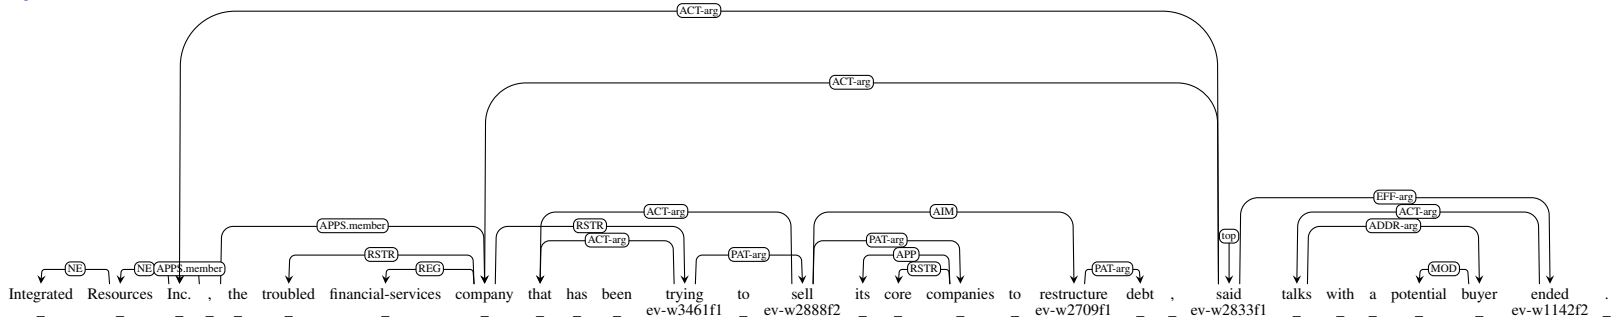 ACT-arg
ACT-arg
EFF-arg
ACT-arg AIM ACT-arg
APPS.member RSTR ADDR-arg
ACT-arg PAT-arg top
RSTR PAT-arg APP
NE NE APPS.member REG RSTR PAT-arg MOD
Integrated Resources Inc. , the troubled financial-services company that has been trying to sell its core companies to restructure debt , said talks with a potential buyer ended .
_ _ _ _ _ _ _ _ _ _ _ ev-w3461f1 _ ev-w2888f2 _ _ _ _ ev-w2709f1 _ _ ev-w2833f1 _ _ _ _ _ ev-w1142f2 _